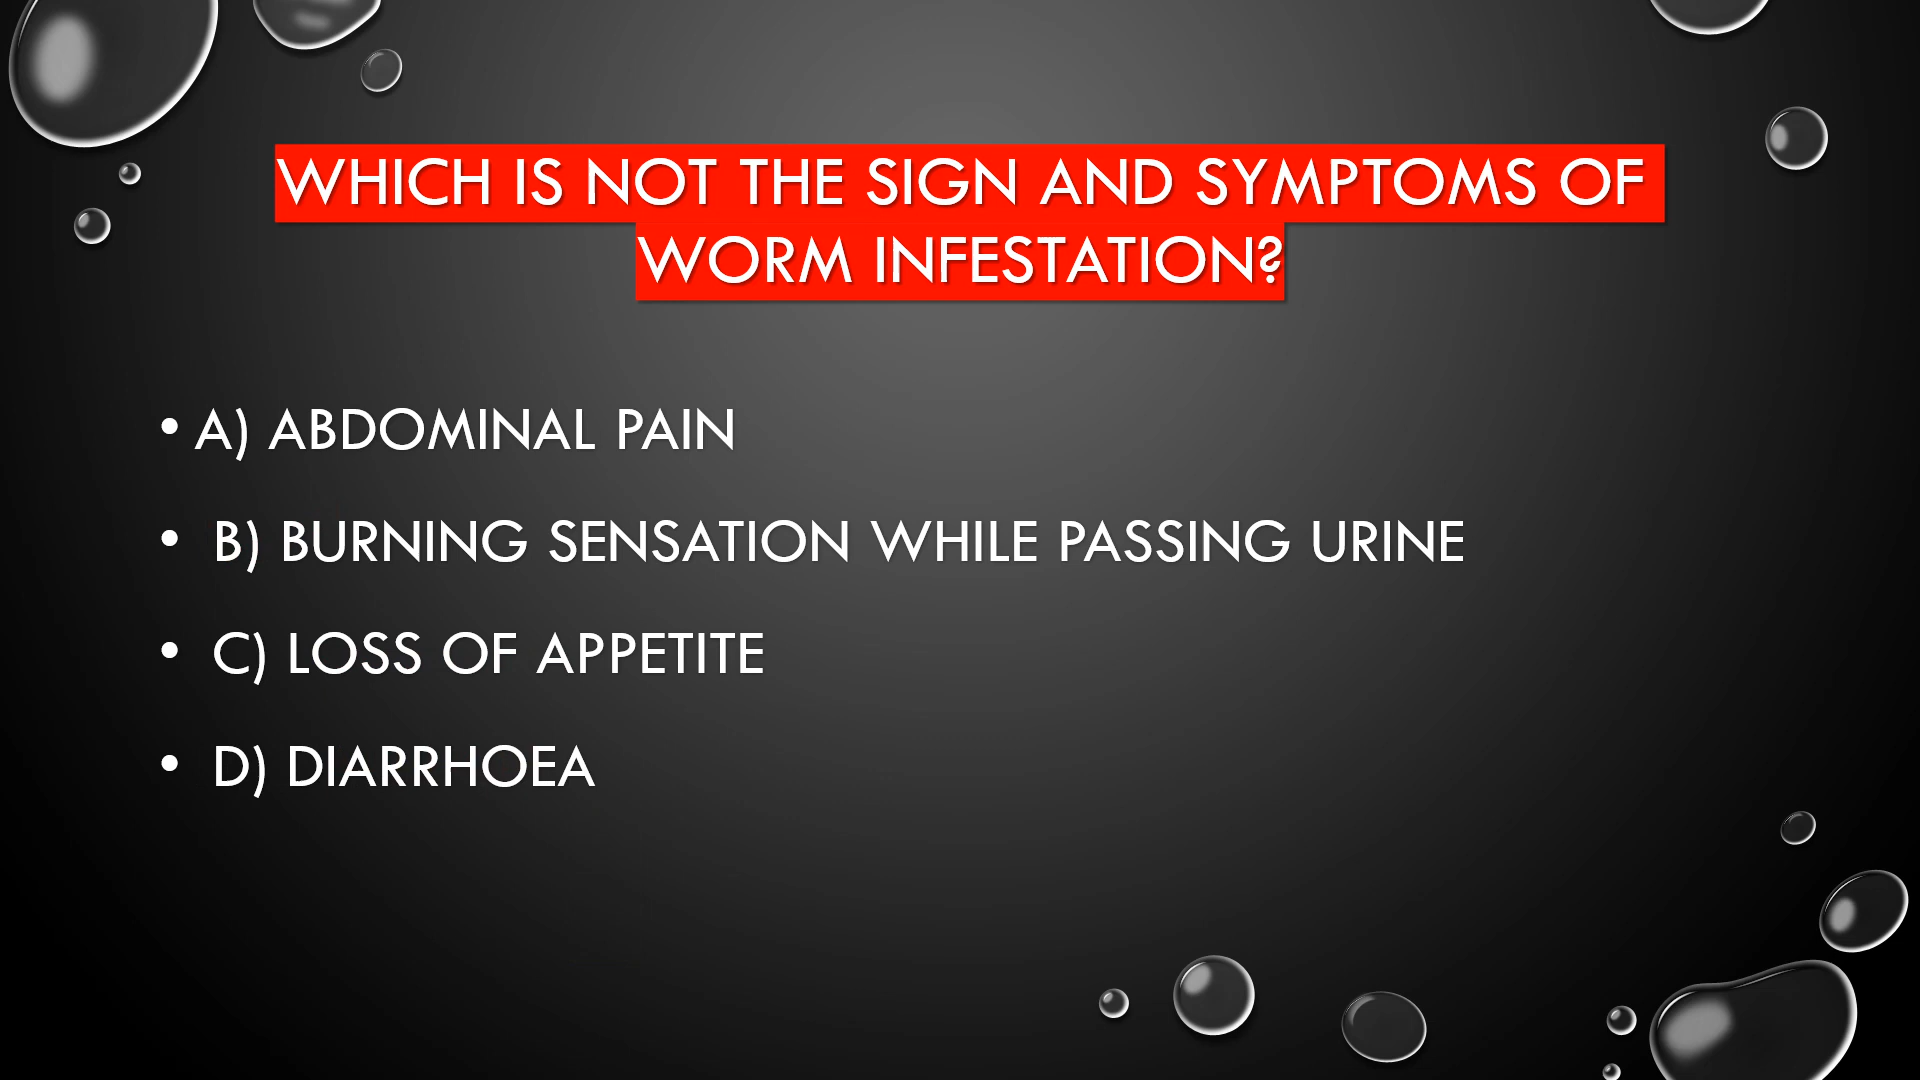 WHICH IS NOT THE SIGN AND SYMPTOMS OF
WORM INFESTATION?
• A) ABDOMINAL PAIN
• B) BURNING SENSATION WHILE PASSING URINE
• C) LOSS OF APPETITE
• D) DIARRHOEA